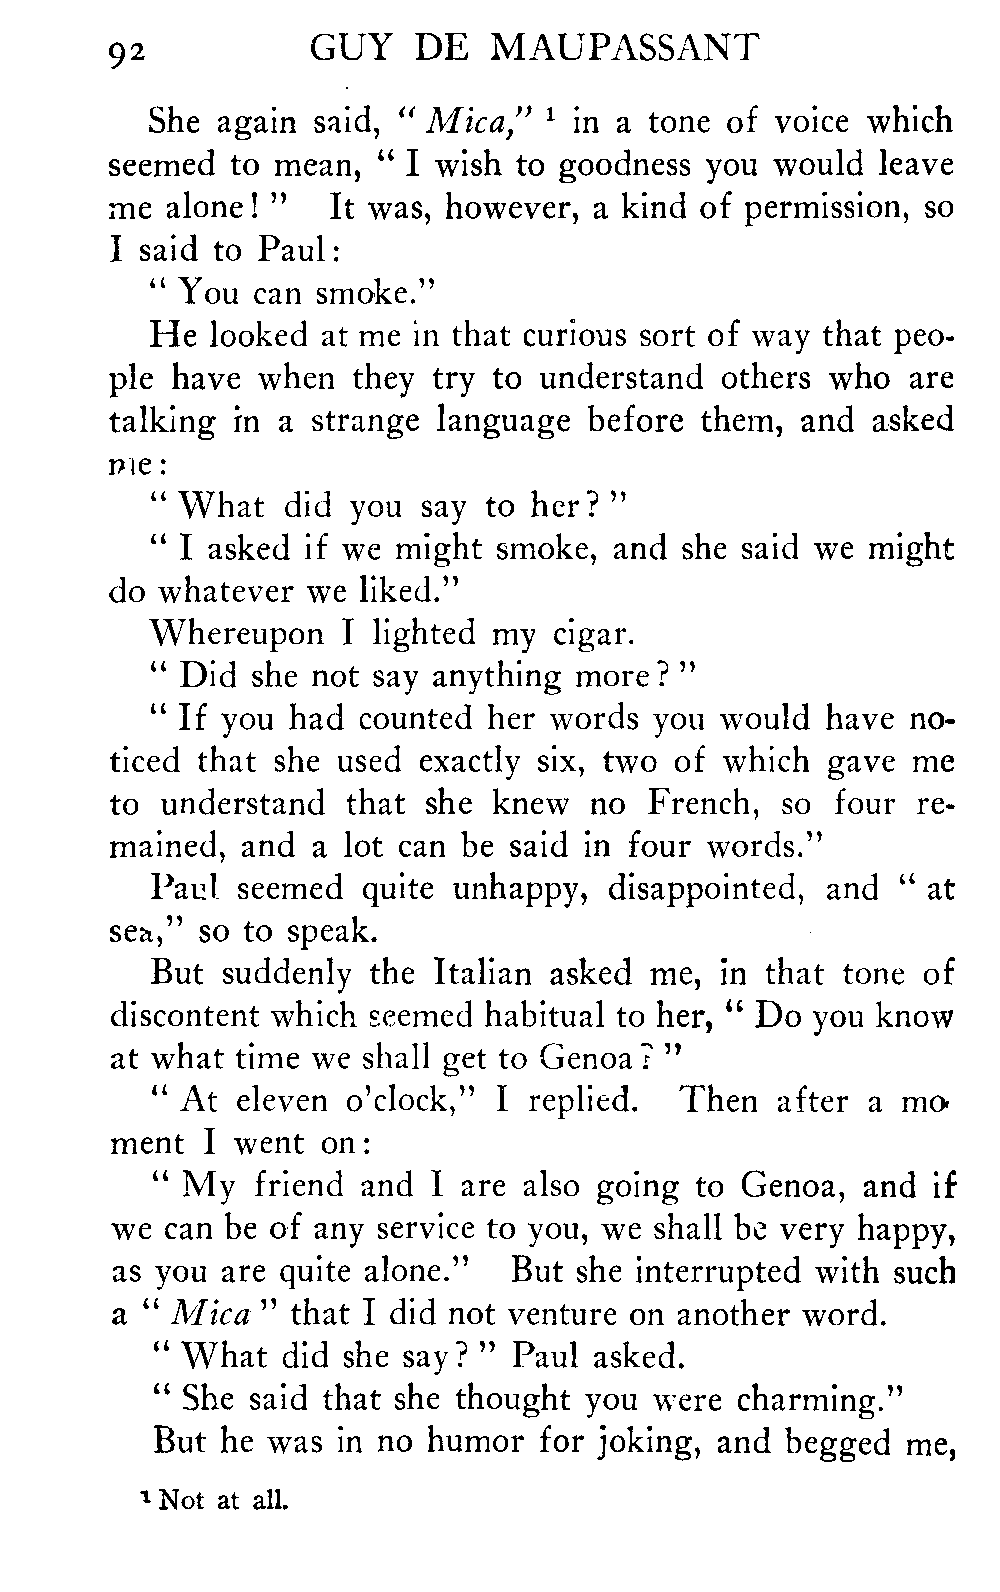 92 GUY DE MAUPASSANT
She again said, “ Mica,” ¹ in a tone of voice which
seemed to mean, “ I wish to goodness you would leave
me alone! ” It was, however, a kind of permission, so
I said to Paul:
“ You can smoke.”
He looked at me in that curious sort of way that peo-
ple have when they try to understand others who are
talking in a strange language before them, and asked
me:
“ What did you say to her? ”
“ I asked if we might smoke, and she said we might
do whatever we liked.”
Whereupon I lighted my cigar.
“ Did she not say anything more? ”
“ If you had counted her words you would have no-
ticed that she used exactly six, two of which gave me
to understand that she knew no French, so four re-
mained, and a lot can be said in four words.”
Paul seemed quite unhappy, disappointed, and “ at
sea,” so to speak.
But suddenly the Italian asked me, in that tone of
discontent which seemed habitual to her, “ Do you know
at what time we shall get to Genoa? ”
“ At eleven o'clock,” I replied. Then after a mo-
ment I went on:
“ My friend and I are also going to Genoa, and if
we can be of any service to you, we shall be very happy,
as you are quite alone.” But she interrupted with such
a “ Mica ” that I did not venture on another word.
“ What did she say? ” Paul asked.
“ She said that she thought you were charming.”
But he was in no humor for joking, and begged me,
¹ Not at all.